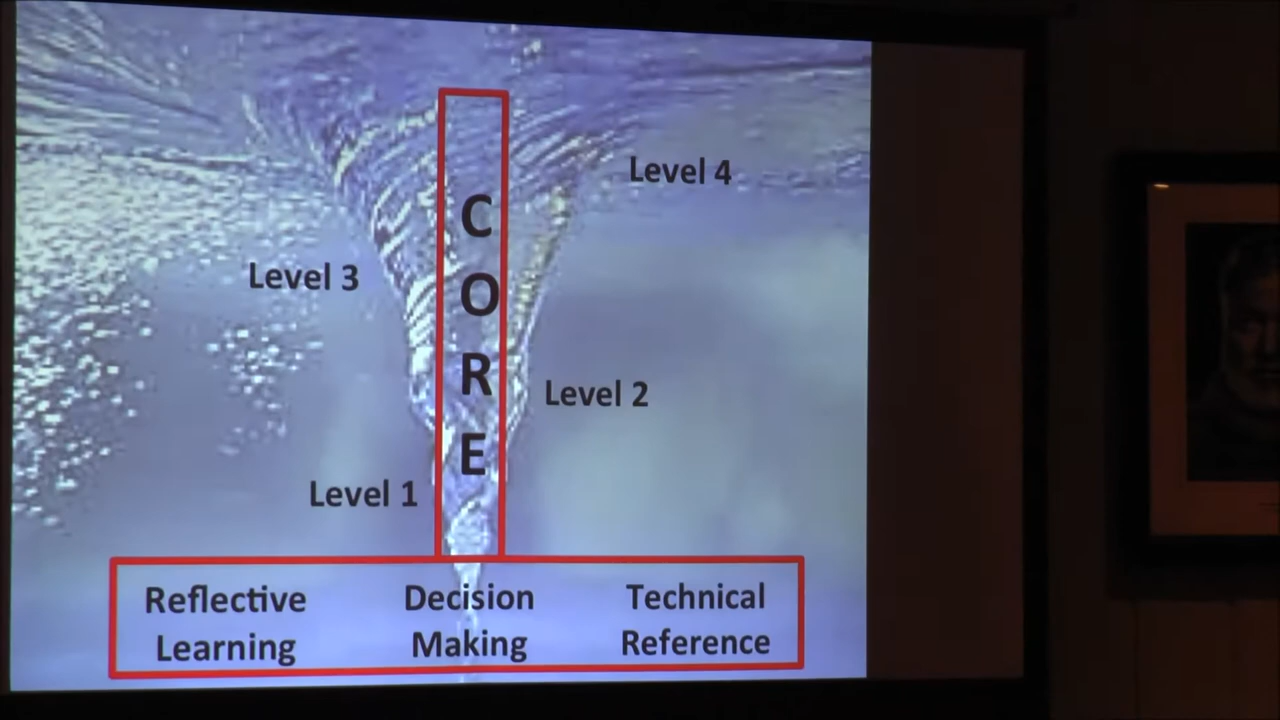 Level 4
C
O
R
E
Level 3
Level 2
Level 1
Reflective
Learning
Decision
Making
Technical
Reference